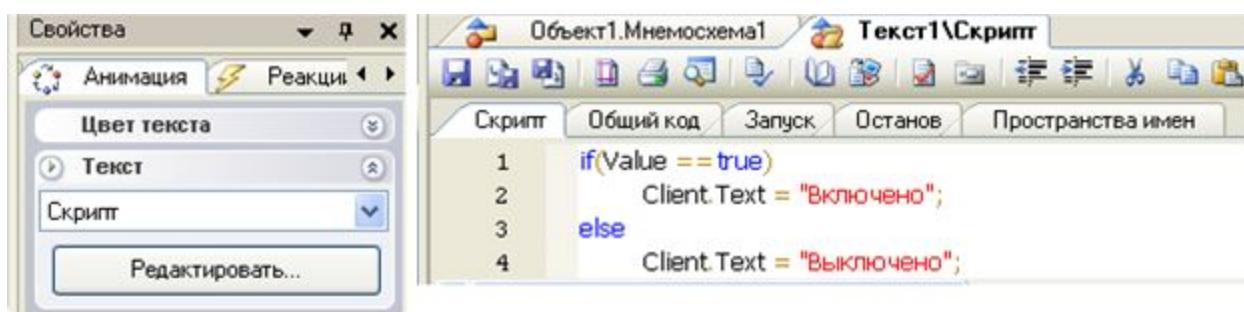 Свойства
Анимация
Реакции
Цвет текста
Текст
Скрипт
Редактировать...
Объект1.Мнемосхема1
Текст1\Скрипт
Скрипт
Общий код
Запуск
Останов
Пространства имен
1 if(Value == true)
2 Client.Text = "Включено";
3 else
4 Client.Text = "Выключено";